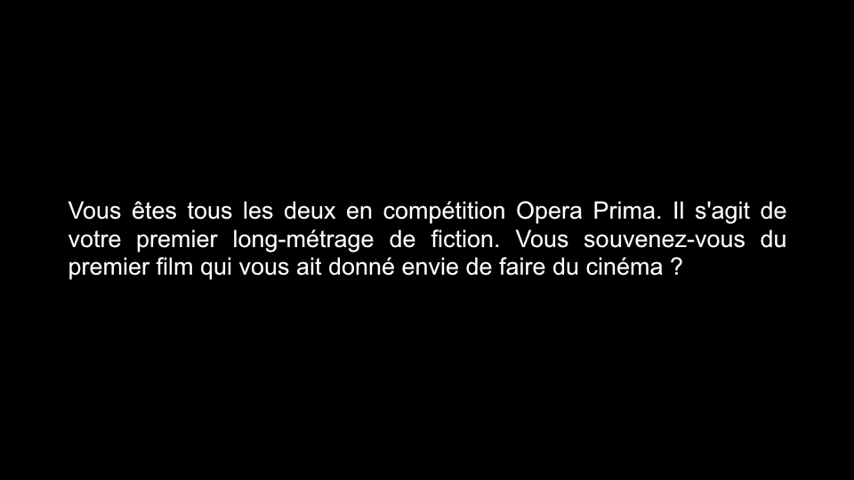 Vous êtes tous les deux en compétition Opera Prima. Il s'agit de
votre premier long-métrage de fiction. Vous souvenez-vous du
premier film qui vous ait donné envie de faire du cinéma ?